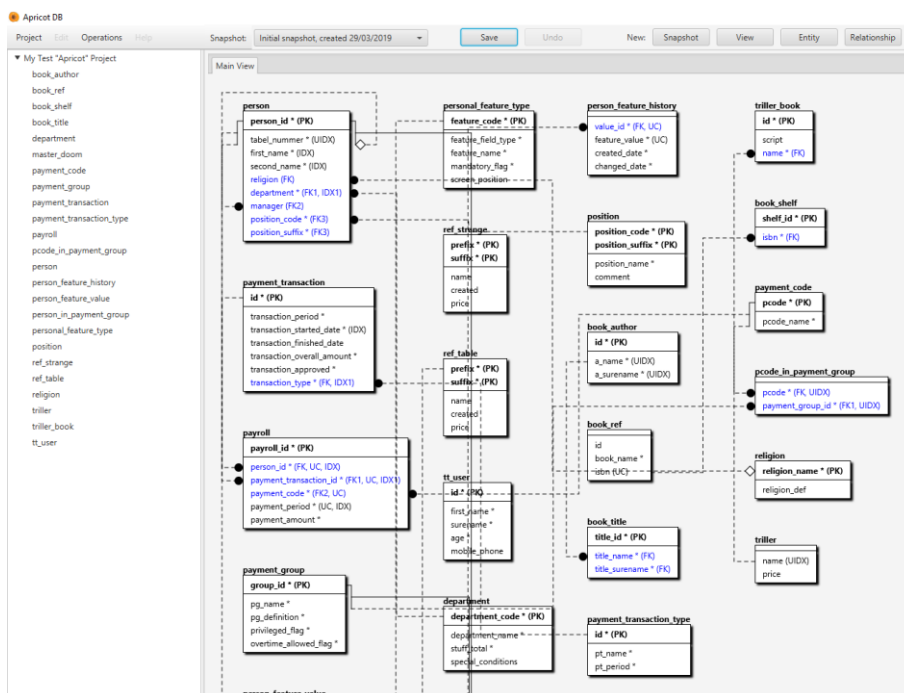 Apricot DB
Project Edit Operations Help
Snapshot: Initial snapshot, created 29/03/2019 Save Undo New: Snapshot View Entity Relationship
My Test "Apricot" Project
book_author
book_ref
book_shelf
book_title
department
master_doom
payment_code
payment_group
payment_transaction
payment_transaction_type
payroll
pcode_in_payment_group
person
person_feature_history
person_feature_value
person_in_payment_group
personal_feature_type
position
ref_strange
ref_table
religion
triller
triller_book
tt_user
Main View
person
person_id * (PK)
tabel_nummer * (UIDX)
first_name * (IDX)
second_name * (IDX)
religion (FK)
department * (FK1, IDX1)
manager (FK2)
position_code * (FK3)
position_suffix * (FK3)
payment_transaction
id * (PK)
transaction_period *
transaction_started_date * (IDX)
transaction_finished_date
transaction_overall_amount *
transaction_approved *
transaction_type * (FK, IDX1)
payroll
payroll_id * (PK)
person_id * (FK, UC, IDX)
payment_transaction_id * (FK1, UC, IDX1)
payment_code * (FK2, UC)
payment_period * (UC, IDX)
payment_amount *
payment_group
group_id * (PK)
pg_name *
pg_definition *
privileged_flag *
overtime_allowed_flag *
person_feature_value
personal_feature_type
feature_code * (PK)
feature_field_type *
feature_name *
mandatory_flag *
screen_position
ref_strange
prefix * (PK)
suffix * (PK)
name
created
price
ref_table
prefix * (PK)
suffix * (PK)
name
created
price
tt_user
id * (PK)
first_name *
surename *
age *
mobile_phone
department
department_code * (PK)
department_name *
stuff_total *
special_conditions
person_feature_history
value_id * (FK, UC)
feature_value * (UC)
created_date *
changed_date *
position
position_code * (PK)
position_suffix * (PK)
position_name *
comment
book_author
id * (PK)
a_name * (UIDX)
a_surename * (UIDX)
book_ref
id
book_name *
isbn (UC)
book_title
title_id * (PK)
title_name * (FK)
title_surename * (FK)
payment_transaction_type
id * (PK)
pt_name *
pt_period *
triller_book
id * (PK)
script
name * (FK)
book_shelf
shelf_id * (PK)
isbn * (FK)
payment_code
pcode * (PK)
pcode_name *
pcode_in_payment_group
pcode * (FK, UIDX)
payment_group_id * (FK1, UIDX)
religion
religion_name * (PK)
religion_def
triller
name (UIDX)
price